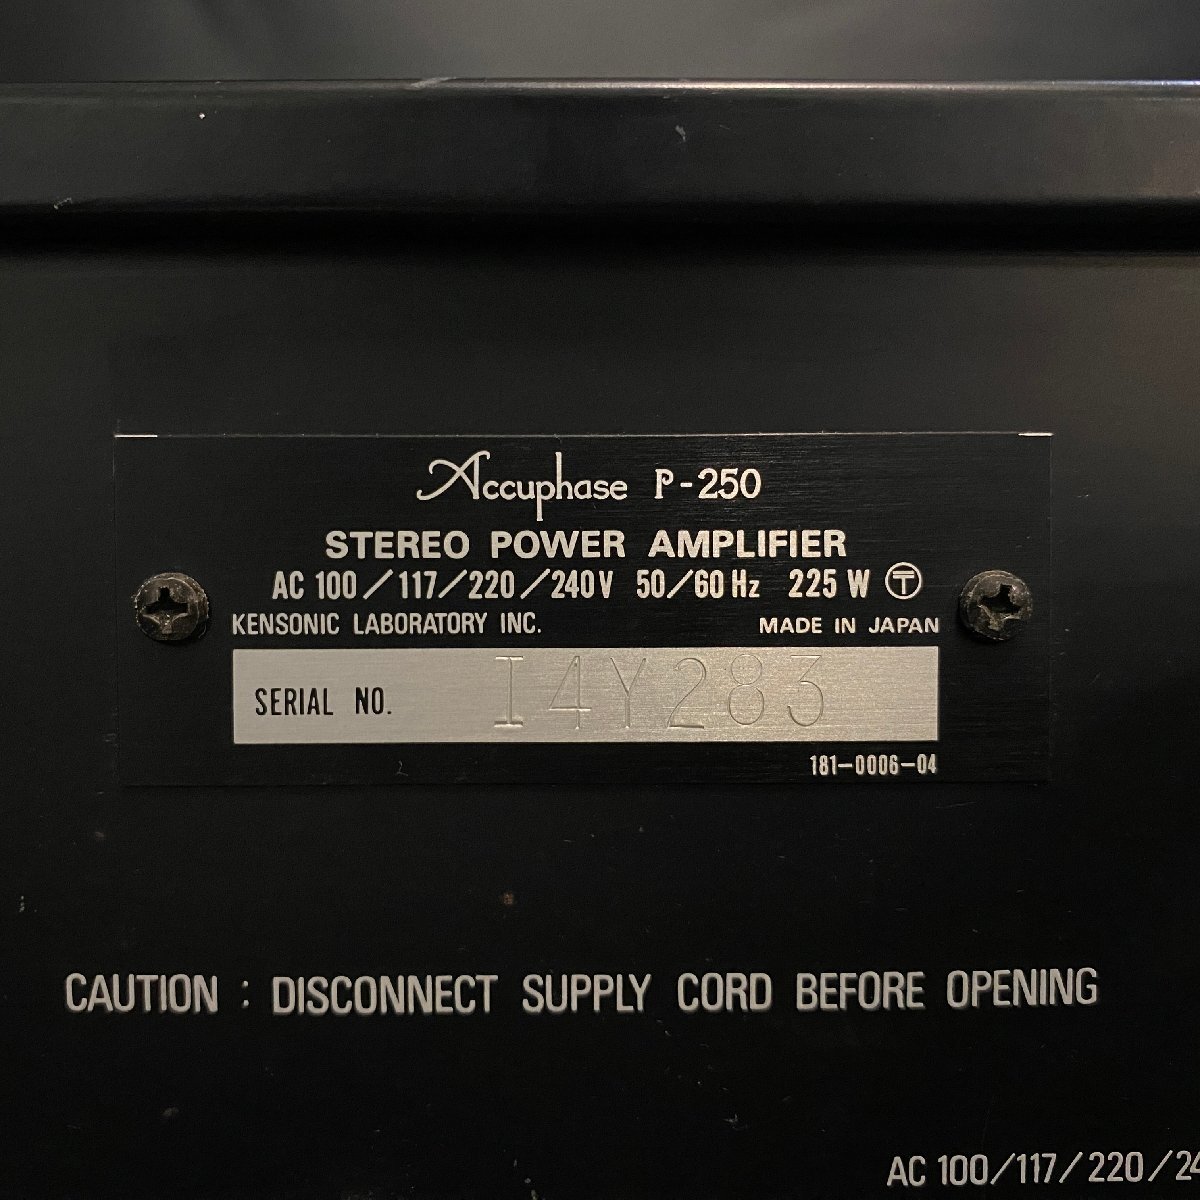 Accuphase P-250
STEREO POWER AMPLIFIER
AC 100/117/220/240V 50/60Hz 225W Ⓣ
KENSONIC LABORATORY INC. MADE IN JAPAN
SERIAL NO. I4Y283
181-0006-04
CAUTION : DISCONNECT SUPPLY CORD BEFORE OPENING
AC 100/117/220/24